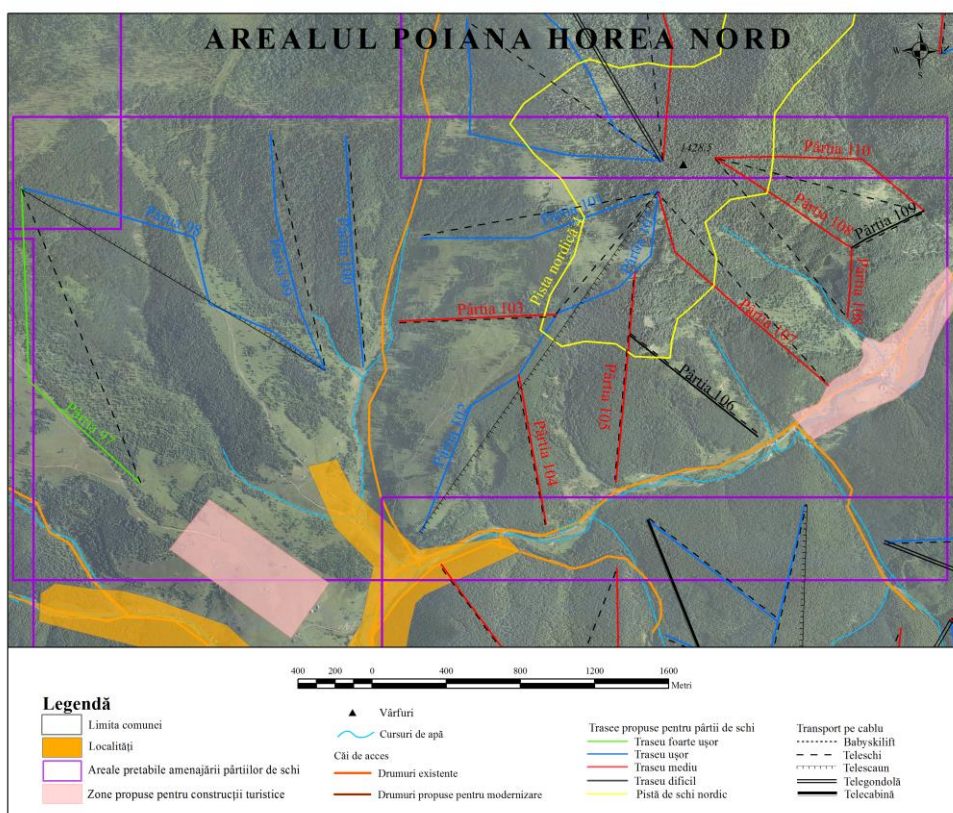 AREALUL POIANA HOREA NORD
N
W E
S
1428.5
Pârtia 110
Pârtia 109
Pârtia 108
Pârtia 108
Pârtia 101
Pârtia 102
Pârtia 98
Pârtia 99
Pârtia 100
Pista nordică
Pârtia 103
Pârtia 107
Pârtia 106
Pârtia 105
Pârtia 104
Pârtia 102
Pârtia 97
400 200 0 400 800 1200 1600
Metri
Legendă
Limita comunei
Localități
Areale pretabile amenajării pârtiilor de schi
Zone propuse pentru construcții turistice
Vârfuri
Cursuri de apă
Căi de acces
Drumuri existente
Drumuri propuse pentru modernizare
Trasee propuse pentru pârtii de schi
Traseu foarte ușor
Traseu ușor
Traseu mediu
Traseu dificil
Pistă de schi nordic
Transport pe cablu
Babyskilift
Teleschi
Telescaun
Telegondolă
Telecabină